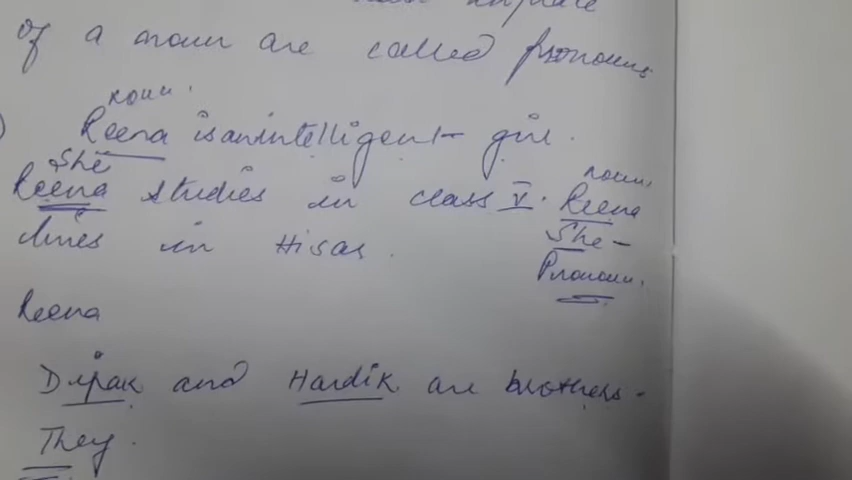 of a noun are called pronouns
noun.
Reena is an intelligent girl.
She
Reena studies in class V. Reena
noun.
lives in Hisar.
She -
Pronoun.
Reena
Dipak and Hardik are brothers.
They.